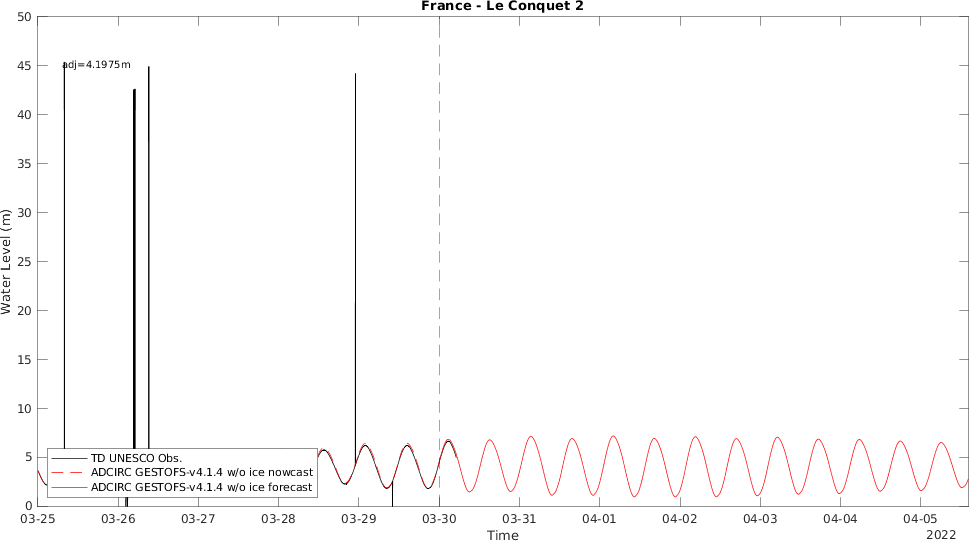 France - Le Conquet 2
50
45
40
35
30
25
20
15
10
5
0
Water Level (m)
adj=4.1975m
TD UNESCO Obs.
ADCIRC GESTOFS-v4.1.4 w/o ice nowcast
ADCIRC GESTOFS-v4.1.4 w/o ice forecast
03-25 03-26 03-27 03-28 03-29 03-30 03-31 04-01 04-02 04-03 04-04 04-05
2022
Time